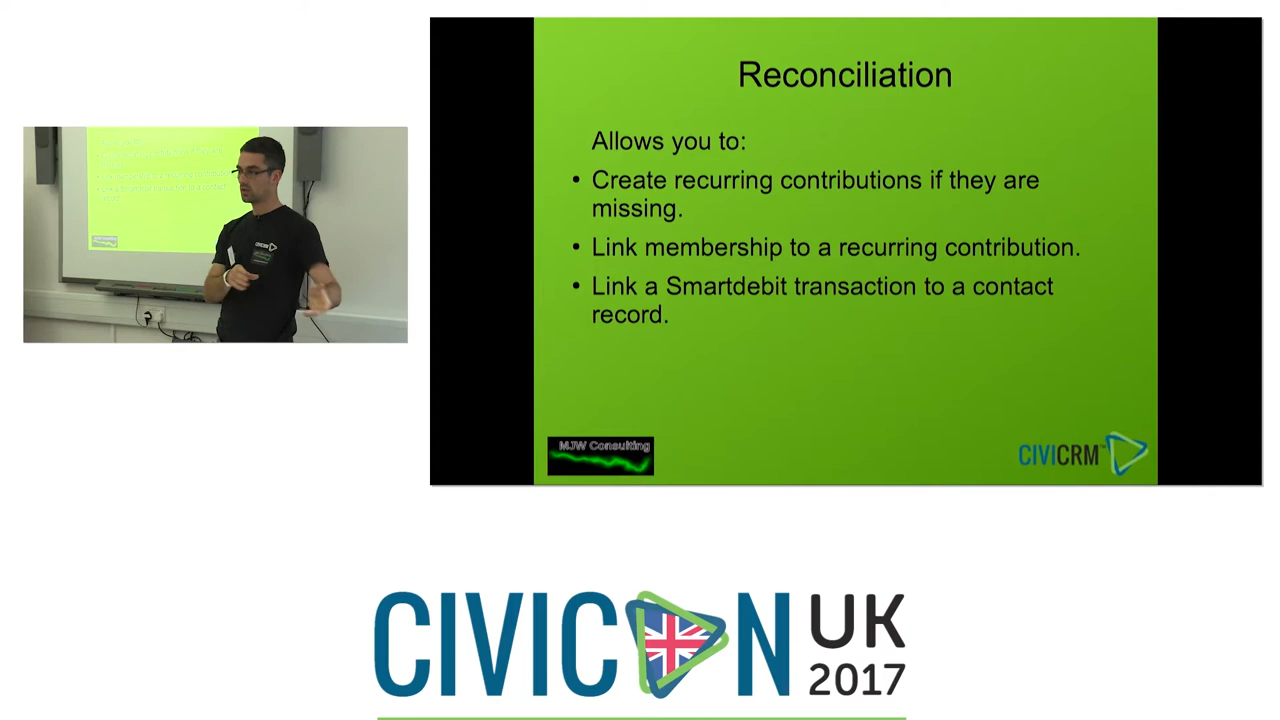 Reconciliation
Allows you to:
• Create recurring contributions if they are
missing.
• Link membership to a recurring contribution.
• Link a Smartdebit transaction to a contact
record.
MJW Consulting
CIVICRM™
CIVICON UK
2017